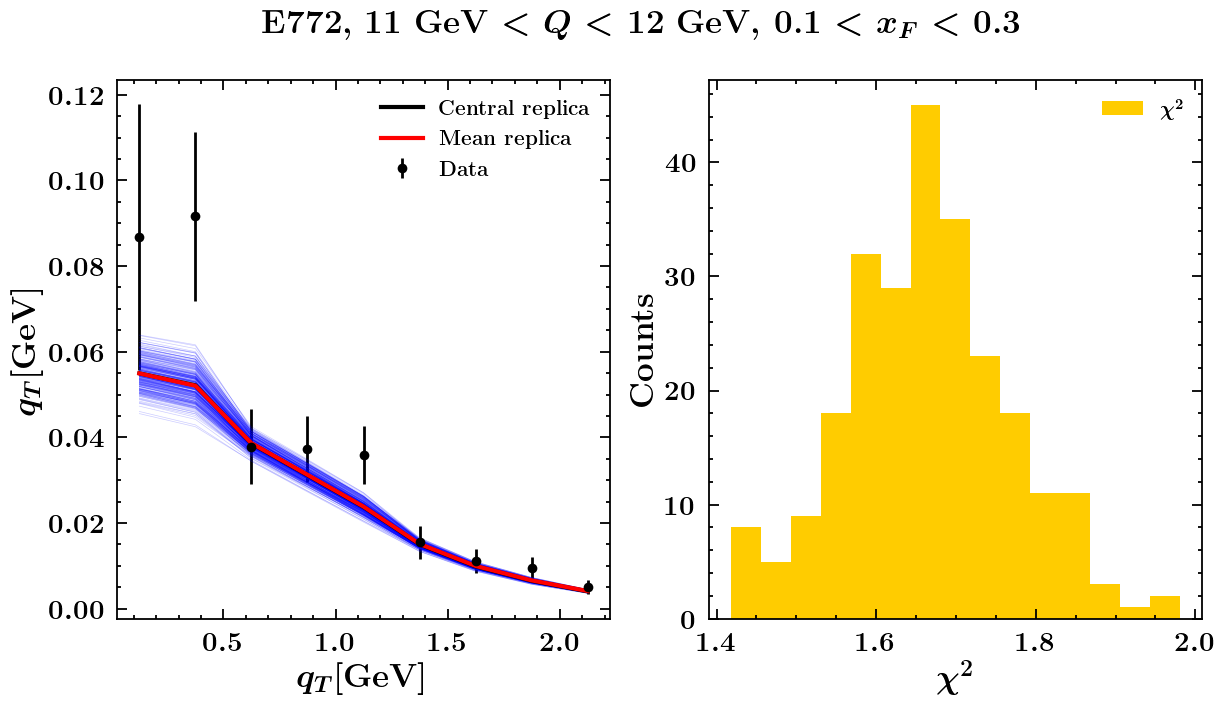 E772, 11 GeV < Q < 12 GeV, 0.1 < x_F < 0.3
Central replica
Mean replica
Data
0.12
0.10
0.08
0.06
0.04
0.02
0.00
q_T[GeV]
0.5 1.0 1.5 2.0
q_T[GeV]
χ²
40
30
20
10
0
Counts
1.4 1.6 1.8 2.0
χ²